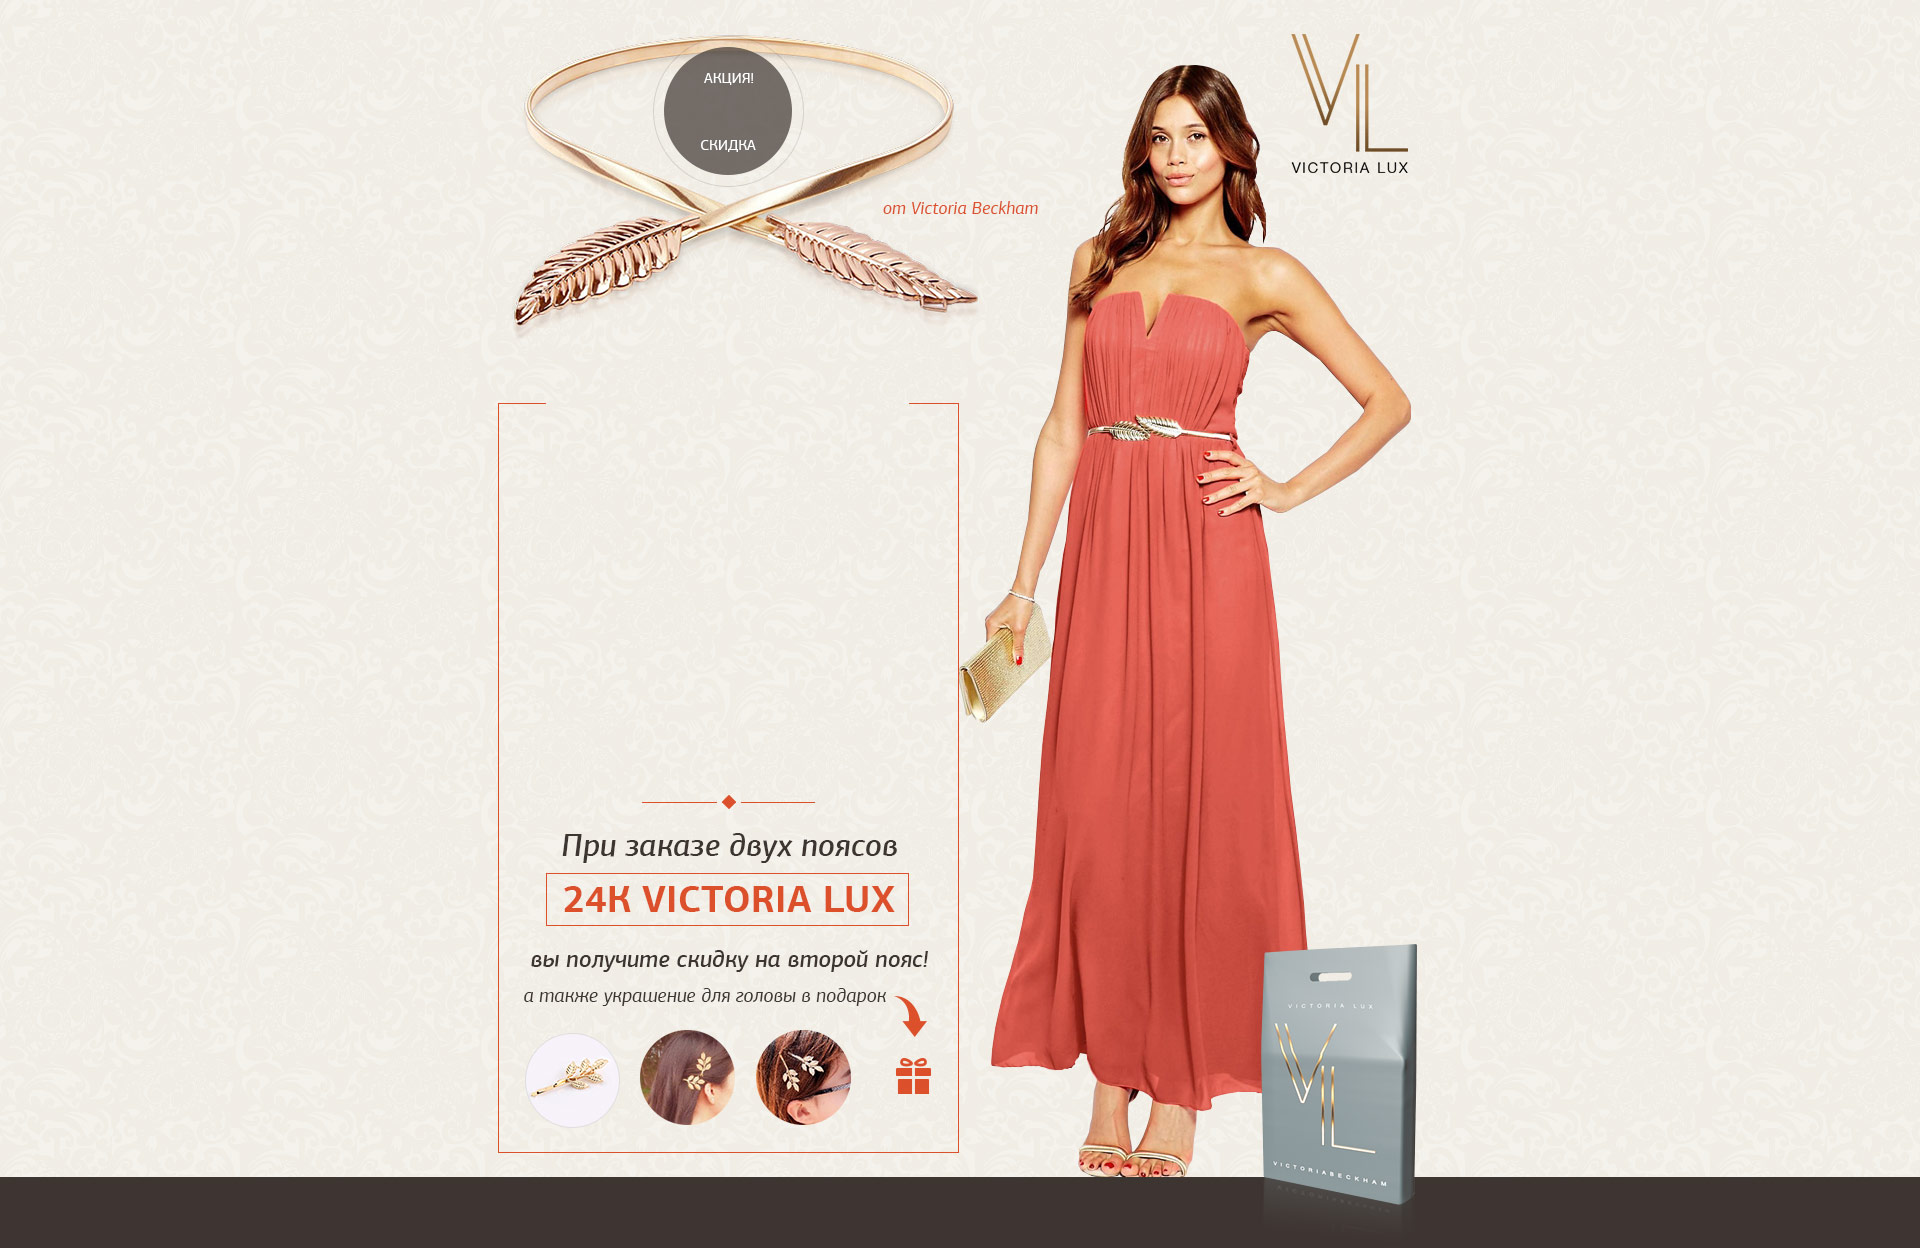 АКЦИЯ!
СКИДКА
от Victoria Beckham
VICTORIA LUX
При заказе двух поясов
24К VICTORIA LUX
вы получите скидку на второй пояс!
а также украшение для головы в подарок
VICTORIA LUX
VICTORIABECKHAM